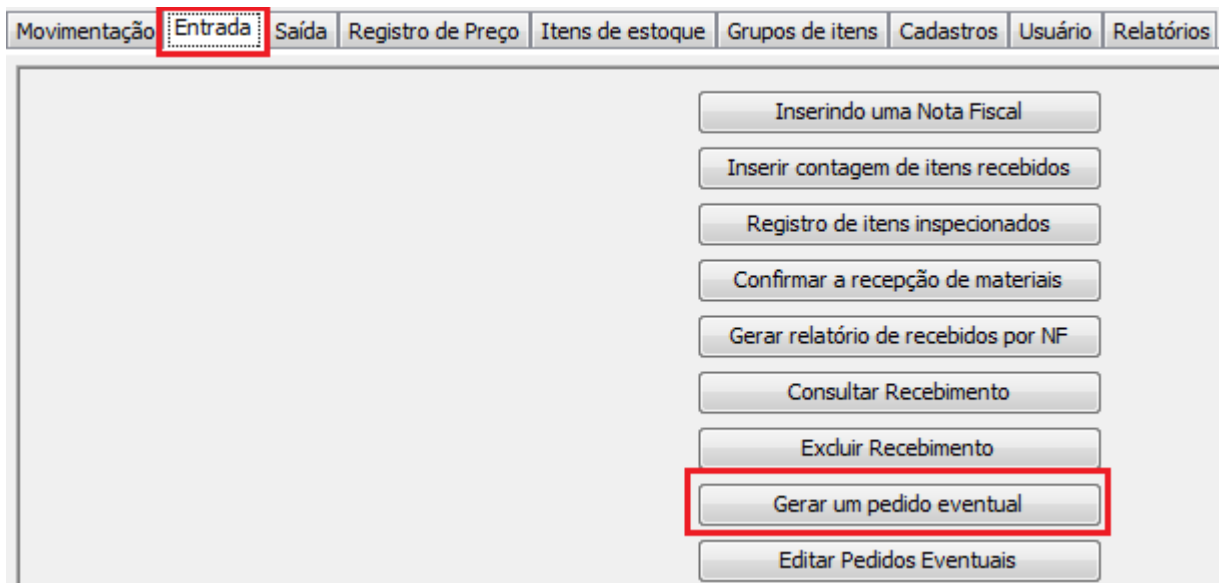 Movimentação Entrada Saída Registro de Preço Itens de estoque Grupos de itens Cadastros Usuário Relatórios
Inserindo uma Nota Fiscal
Inserir contagem de itens recebidos
Registro de itens inspecionados
Confirmar a recepção de materiais
Gerar relatório de recebidos por NF
Consultar Recebimento
Excluir Recebimento
Gerar um pedido eventual
Editar Pedidos Eventuais